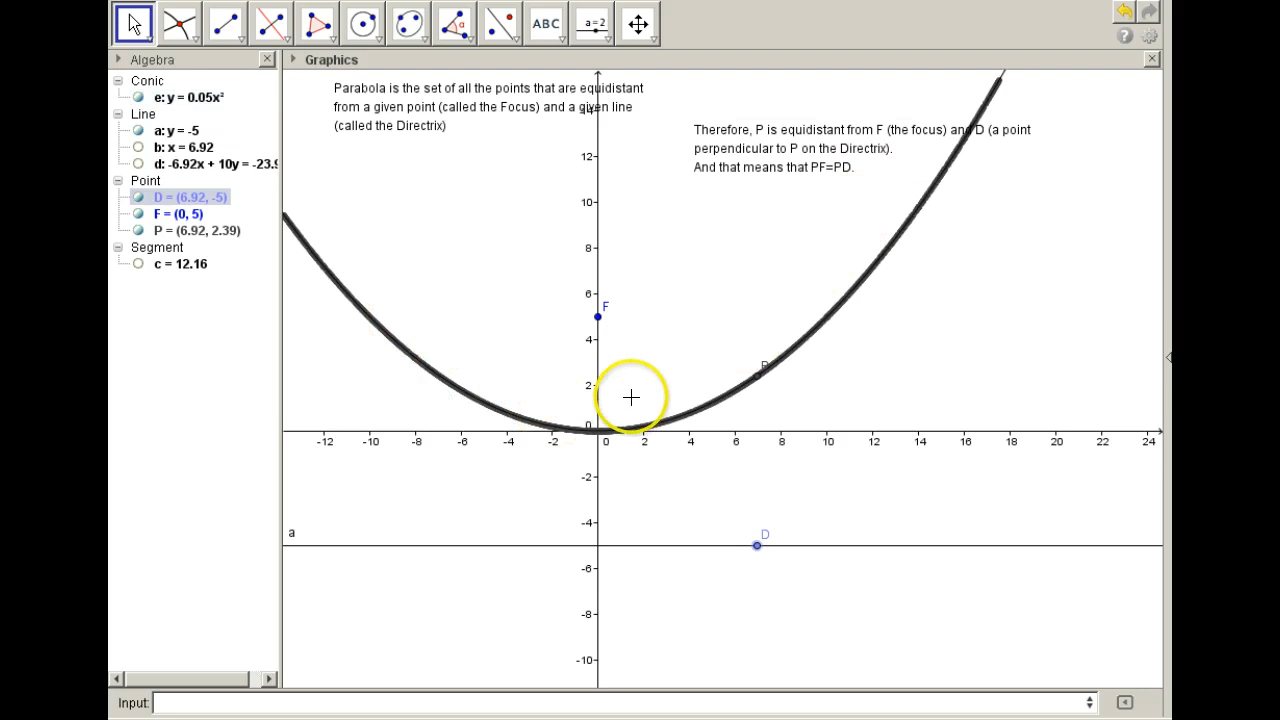 ABC
a=2
Algebra
Graphics
Conic
e: y = 0.05x²
Line
a: y = -5
b: x = 6.92
d: -6.92x + 10y = -23.9
Point
D = (6.92, -5)
F = (0, 5)
P = (6.92, 2.39)
Segment
c = 12.16
Parabola is the set of all the points that are equidistant
from a given point (called the Focus) and a given line
(called the Directrix)
Therefore, P is equidistant from F (the focus) and D (a point
perpendicular to P on the Directrix).
And that means that PF=PD.
14
12
10
8
6
F
4
P
2
0
-12 -10 -8 -6 -4 -2 0 2 4 6 8 10 12 14 16 18 20 22 24
-2
-4
a
D
-6
-8
-10
Input: